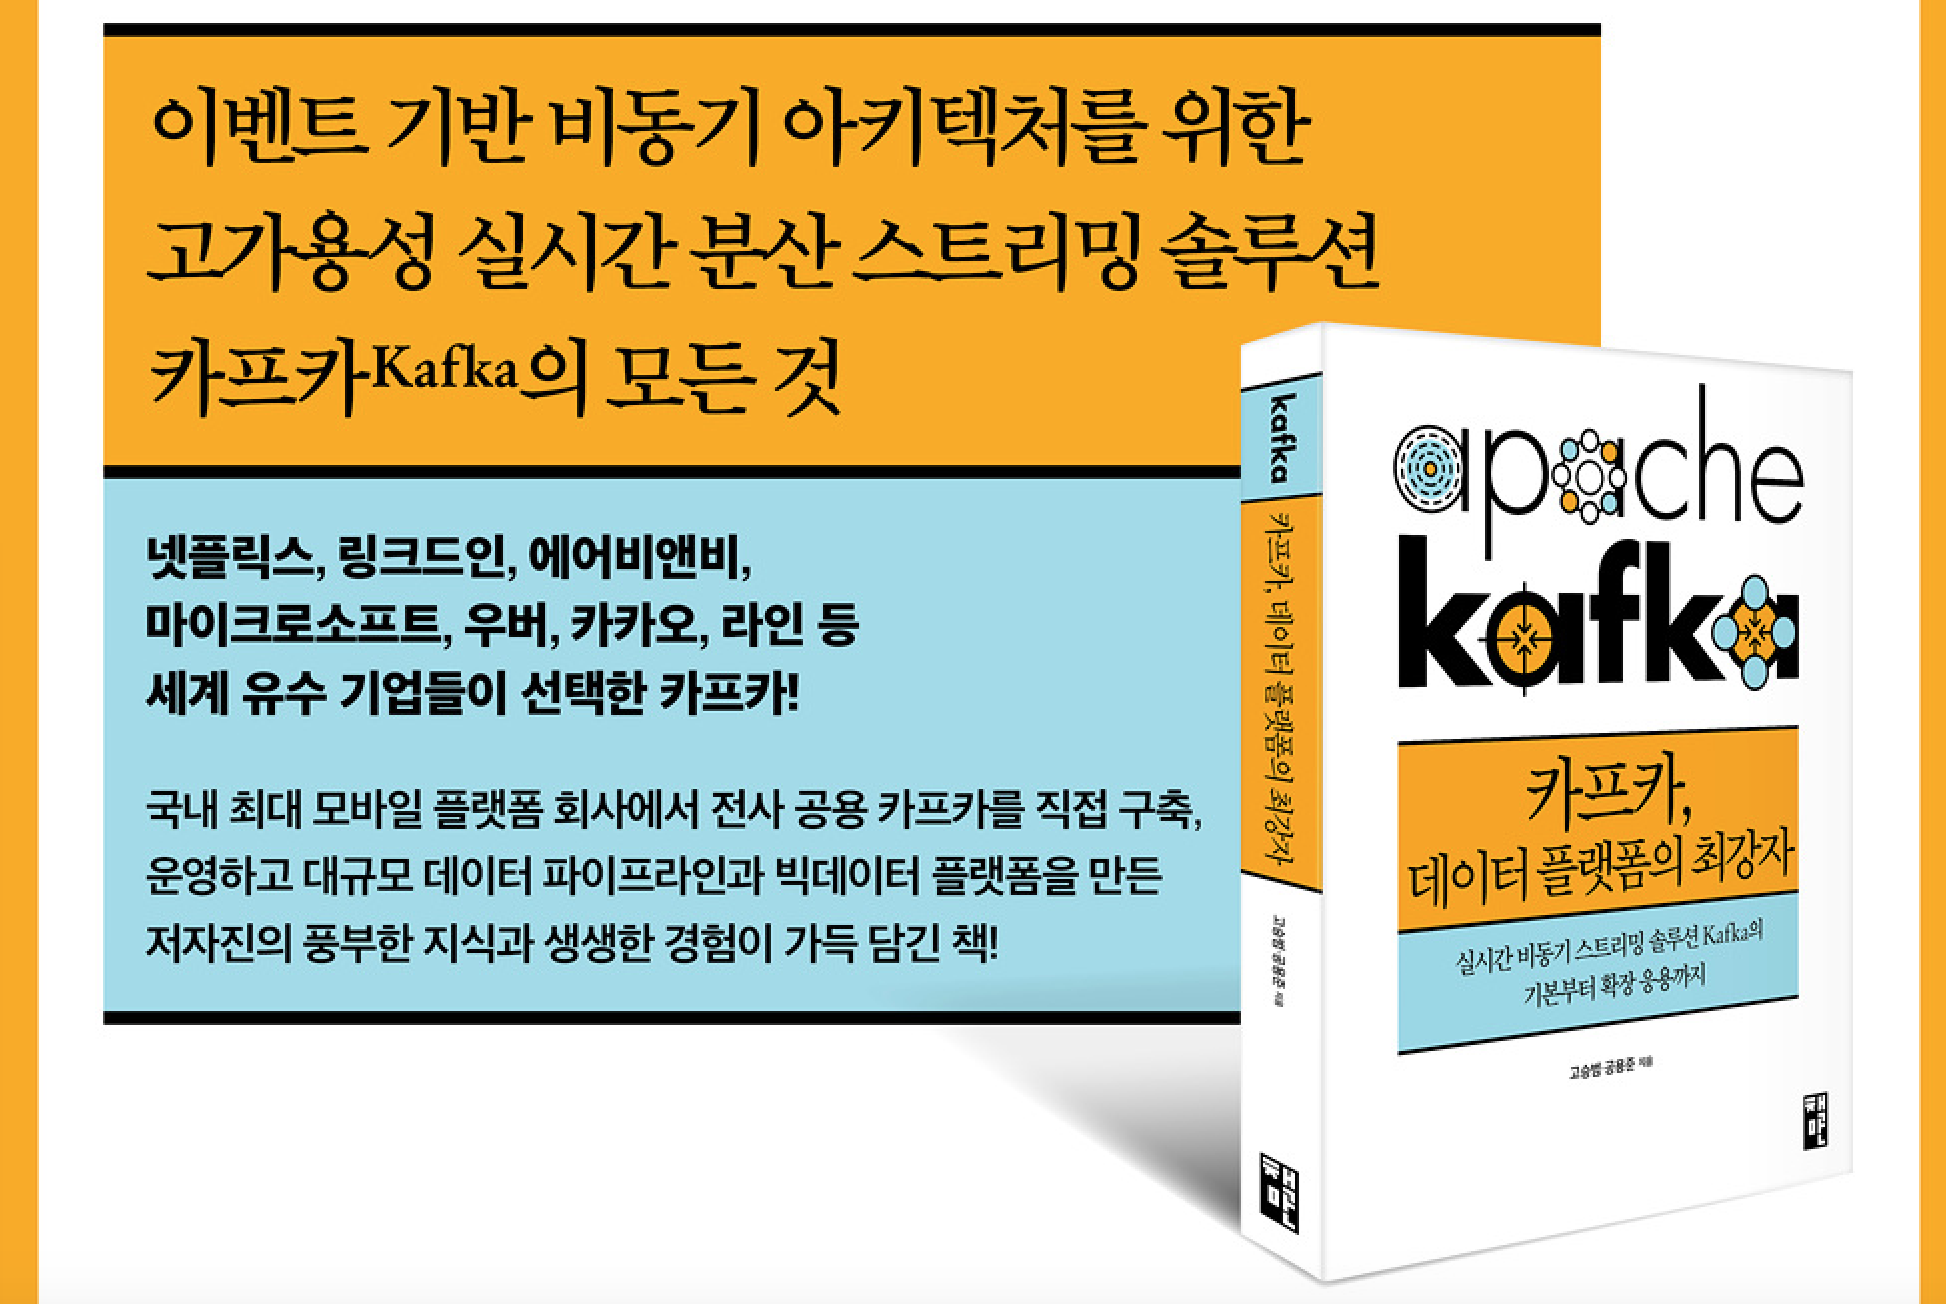 이벤트 기반 비동기 아키텍처를 위한
고가용성 실시간 분산 스트리밍 솔루션
카프카Kafka의 모든 것
넷플릭스, 링크드인, 에어비앤비,
마이크로소프트, 우버, 카카오, 라인 등
세계 유수 기업들이 선택한 카프카!
국내 최대 모바일 플랫폼 회사에서 전사 공용 카프카를 직접 구축,
운영하고 대규모 데이터 파이프라인과 빅데이터 플랫폼을 만든
저자진의 풍부한 지식과 생생한 경험이 가득 담긴 책!
kafka
카프카, 데이터 플랫폼의 최강자
고승범 공용준 지음
책만
apache
kafka
카프카,
데이터 플랫폼의 최강자
실시간 비동기 스트리밍 솔루션 Kafka의
기본부터 확장 응용까지
고승범 공용준 지음
책만